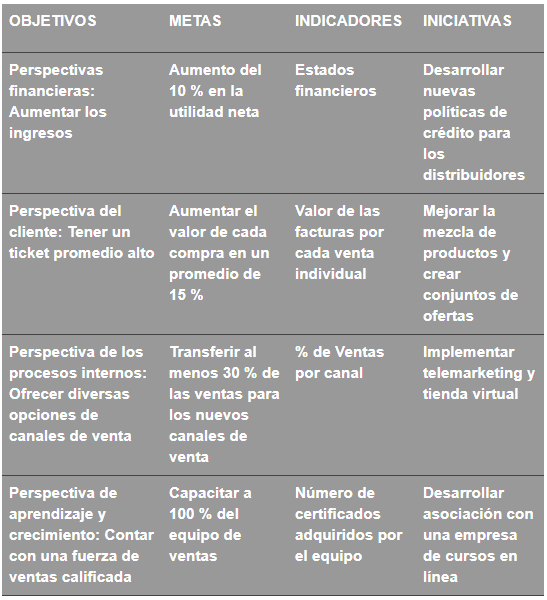 OBJETIVOS METAS INDICADORES INICIATIVAS
Perspectivas Aumento del Estados Desarrollar
financieras: 10 % en la financieros nuevas
Aumentar los utilidad neta políticas de
ingresos crédito para
los
distribuidores
Perspectiva del Aumentar el Valor de las Mejorar la
cliente: Tener un valor de cada facturas por mezcla de
ticket promedio alto compra en un cada venta productos y
promedio de individual crear
15 % conjuntos de
ofertas
Perspectiva de los Transferir al % de Ventas Implementar
procesos internos: menos 30 % de por canal telemarketing y
Ofrecer diversas las ventas para tienda virtual
opciones de los nuevos
canales de venta canales de
venta
Perspectiva de Capacitar a Número de Desarrollar
aprendizaje y 100 % del certificados asociación con
crecimiento: Contar equipo de adquiridos por una empresa
con una fuerza de ventas el equipo de cursos en
ventas calificada línea